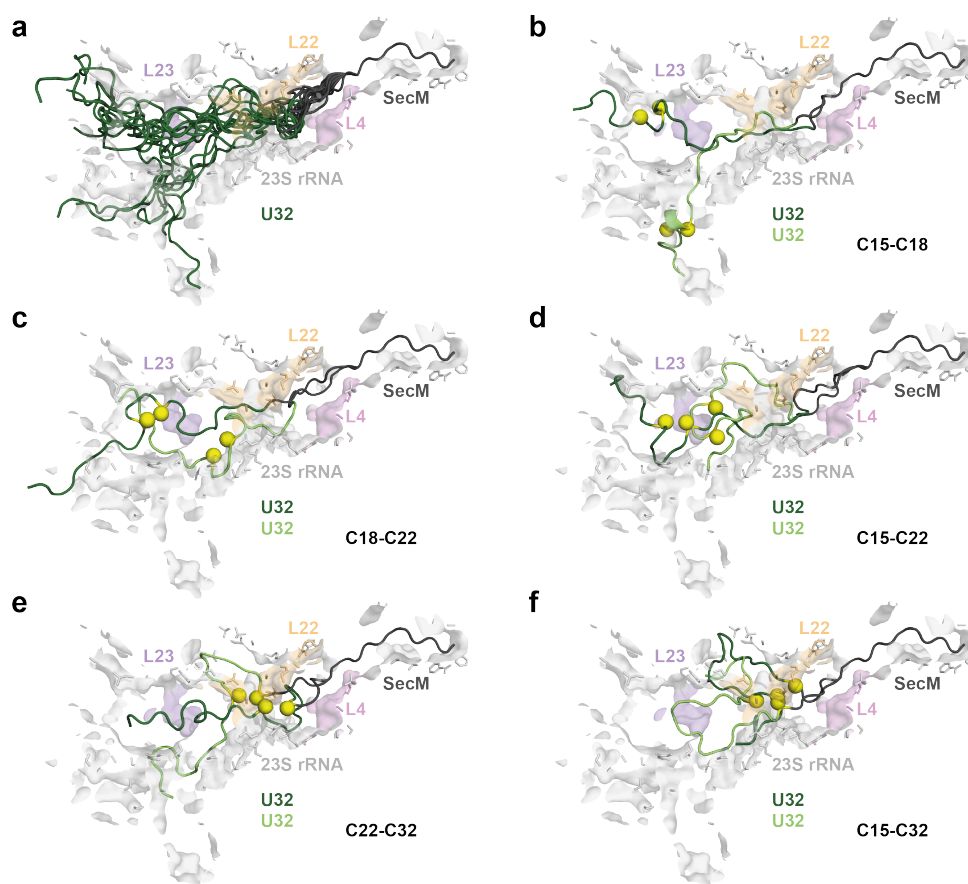 a
L22
L23
SecM
L4
23S rRNA
U32
b
L22
L23
SecM
L4
23S rRNA
U32
U32
C15-C18
c
L22
L23
SecM
L4
23S rRNA
U32
U32
C18-C22
d
L22
L23
SecM
L4
23S rRNA
U32
U32
C15-C22
e
L22
L23
SecM
L4
23S rRNA
U32
U32
C22-C32
f
L22
L23
SecM
L4
23S rRNA
U32
U32
C15-C32